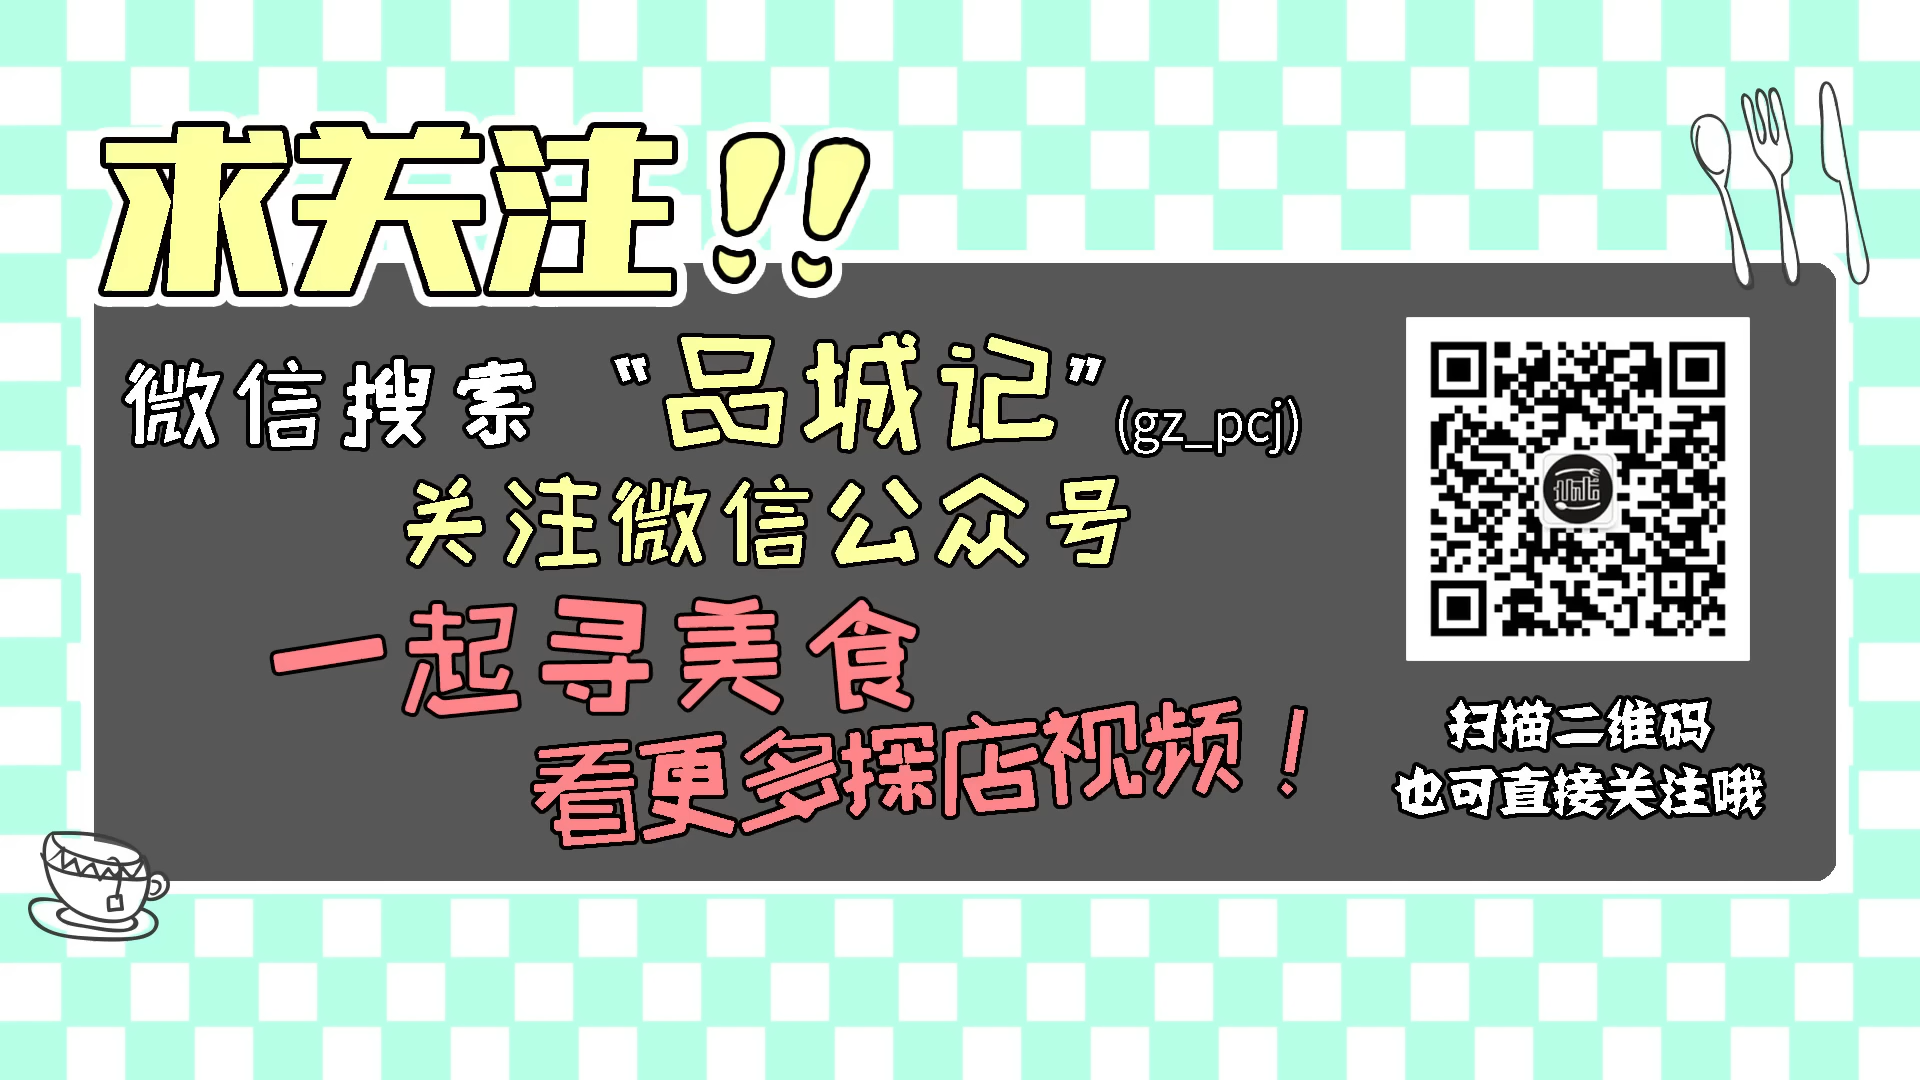 求关注!!
微信搜索“品城记”(gz_pcj)
关注微信公众号
一起寻美食
看更多探店视频！
扫描二维码
也可直接关注哦